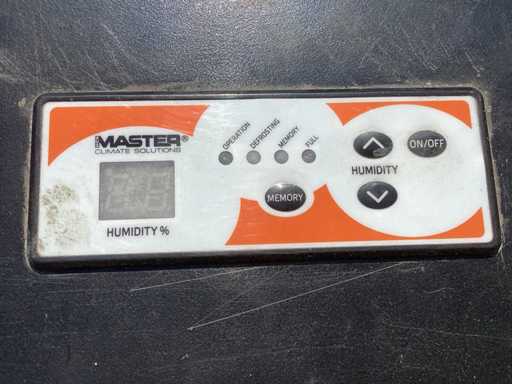 MASTER®
CLIMATE SOLUTIONS
HUMIDITY %
OPERATION
DEFROSTING
MEMORY
FULL
MEMORY
HUMIDITY
ON/OFF